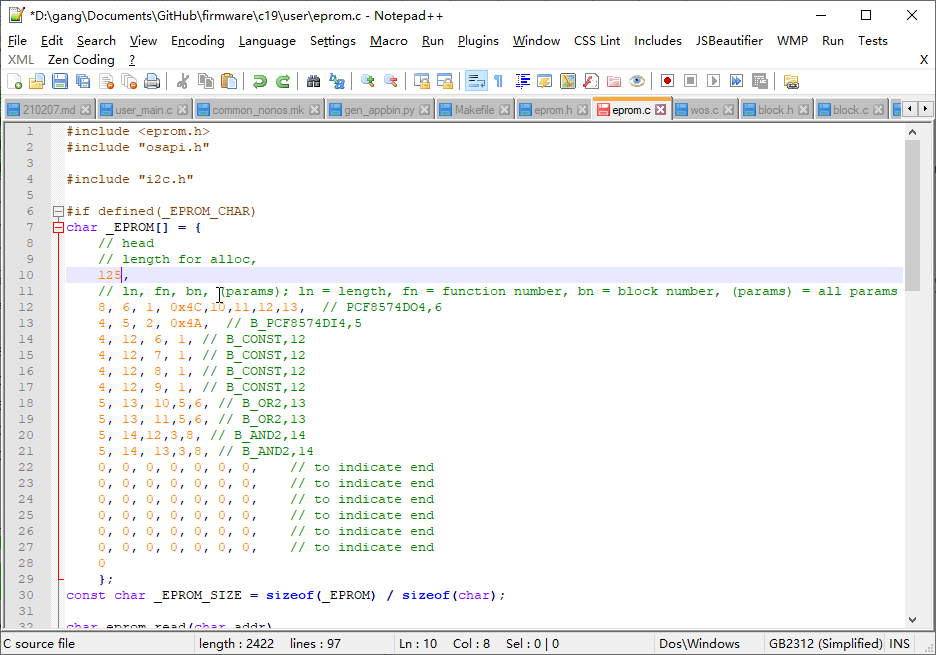 *D:\gang\Documents\GitHub\firmware\c19\user\eprom.c - Notepad++
File Edit Search View Encoding Language Settings Macro Run Plugins Window CSS Lint Includes JSBeautifier WMP Run Tests
XML Zen Coding ? X
210207.md user_main.c common_nonos.mk gen_appbin.py Makefile eprom.h eprom.c wos.c block.h block.c
1 #include <eprom.h>
2 #include "osapi.h"
3
4 #include "i2c.h"
5
6 #if defined(_EPROM_CHAR)
7 char _EPROM[] = {
8 // head
9 // length for alloc,
10 125,
11 // ln, fn, bn, (params); ln = length, fn = function number, bn = block number, (params) = all params
12 8, 6, 1, 0x4C,10,11,12,13, // PCF8574DO4,6
13 4, 5, 2, 0x4A, // B_PCF8574DI4,5
14 4, 12, 6, 1, // B_CONST,12
15 4, 12, 7, 1, // B_CONST,12
16 4, 12, 8, 1, // B_CONST,12
17 4, 12, 9, 1, // B_CONST,12
18 5, 13, 10,5,6, // B_OR2,13
19 5, 13, 11,5,6, // B_OR2,13
20 5, 14,12,3,8, // B_AND2,14
21 5, 14, 13,3,8, // B_AND2,14
22 0, 0, 0, 0, 0, 0, 0, // to indicate end
23 0, 0, 0, 0, 0, 0, 0, // to indicate end
24 0, 0, 0, 0, 0, 0, 0, // to indicate end
25 0, 0, 0, 0, 0, 0, 0, // to indicate end
26 0, 0, 0, 0, 0, 0, 0, // to indicate end
27 0, 0, 0, 0, 0, 0, 0, // to indicate end
28 0
29 };
30 const char _EPROM_SIZE = sizeof(_EPROM) / sizeof(char);
31
32 char eprom_read(char addr)
C source file length : 2422 lines : 97 Ln : 10 Col : 8 Sel : 0 | 0 Dos\Windows GB2312 (Simplified) INS